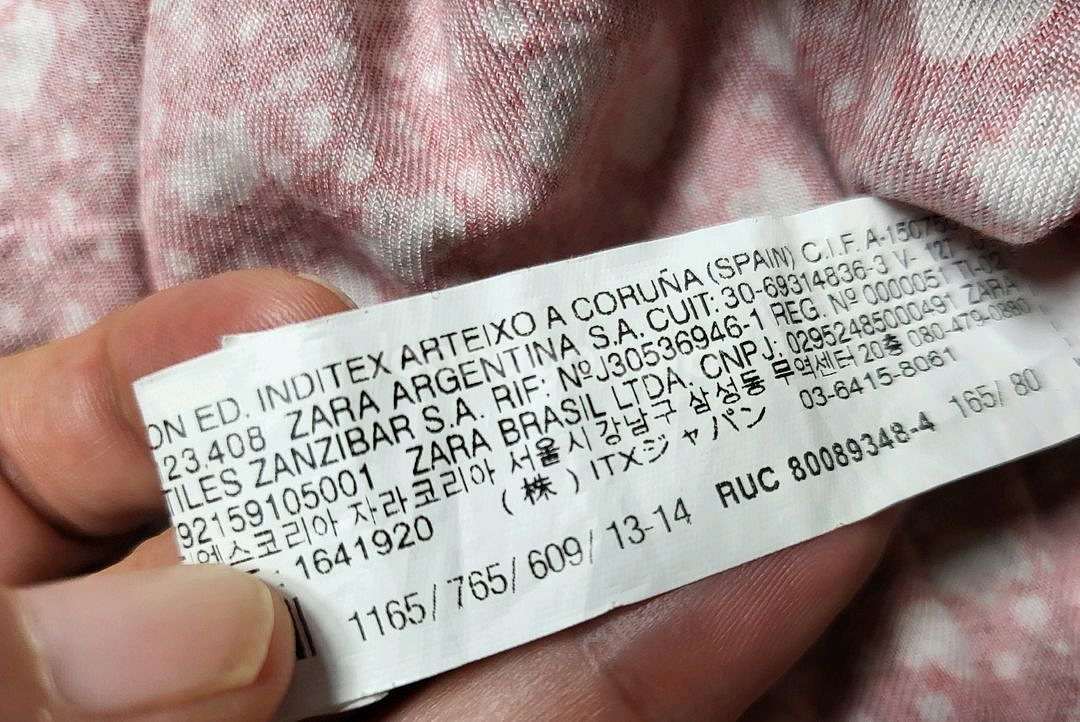 ON ED. INDITEX ARTEIXO A CORUÑA (SPAIN) C.I.F. A-15075
23.408 ZARA ARGENTINA S.A. CUIT: 30-69314836-3 V-
TILES ZANZIBAR S.A. RIF: NºJ30536946-1 REG. Nº 0000051 TI-02
92159105001 ZARA BRASIL LTDA. CNPJ: 02952485000491 ZARA
엑스코리아 자라코리아 서울시 강남구 삼성동 무역센터 20층 080-479-0880
: 1641920 (株) ITXジャパン 03-6415-8061
1165/ 765/ 609/ 13-14 RUC 80089348-4 165/ 80